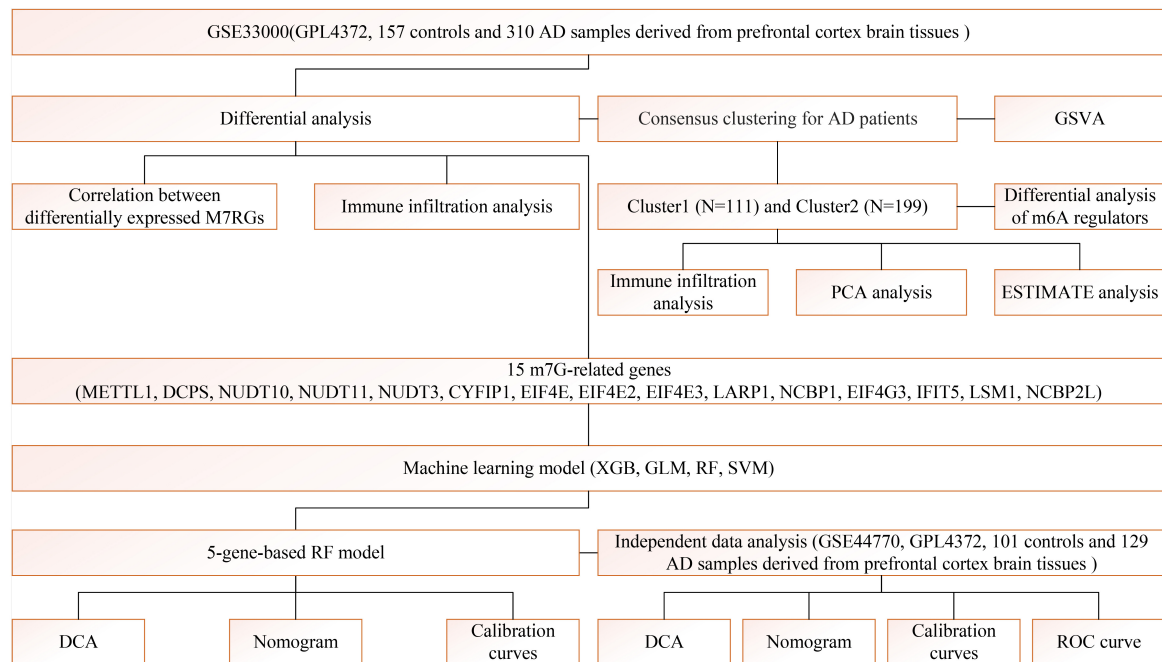 GSE33000(GPL4372, 157 controls and 310 AD samples derived from prefrontal cortex brain tissues )
Differential analysis
Consensus clustering for AD patients
GSVA
Correlation between
differentially expressed M7RGs
Immune infiltration analysis
Cluster1 (N=111) and Cluster2 (N=199)
Differential analysis
of m6A regulators
Immune infiltration
analysis
PCA analysis
ESTIMATE analysis
15 m7G-related genes
(METTL1, DCPS, NUDT10, NUDT11, NUDT3, CYFIP1, EIF4E, EIF4E2, EIF4E3, LARP1, NCBP1, EIF4G3, IFIT5, LSM1, NCBP2L)
Machine learning model (XGB, GLM, RF, SVM)
5-gene-based RF model
Independent data analysis (GSE44770, GPL4372, 101 controls and 129
AD samples derived from prefrontal cortex brain tissues )
DCA
Nomogram
Calibration
curves
DCA
Nomogram
Calibration
curves
ROC curve